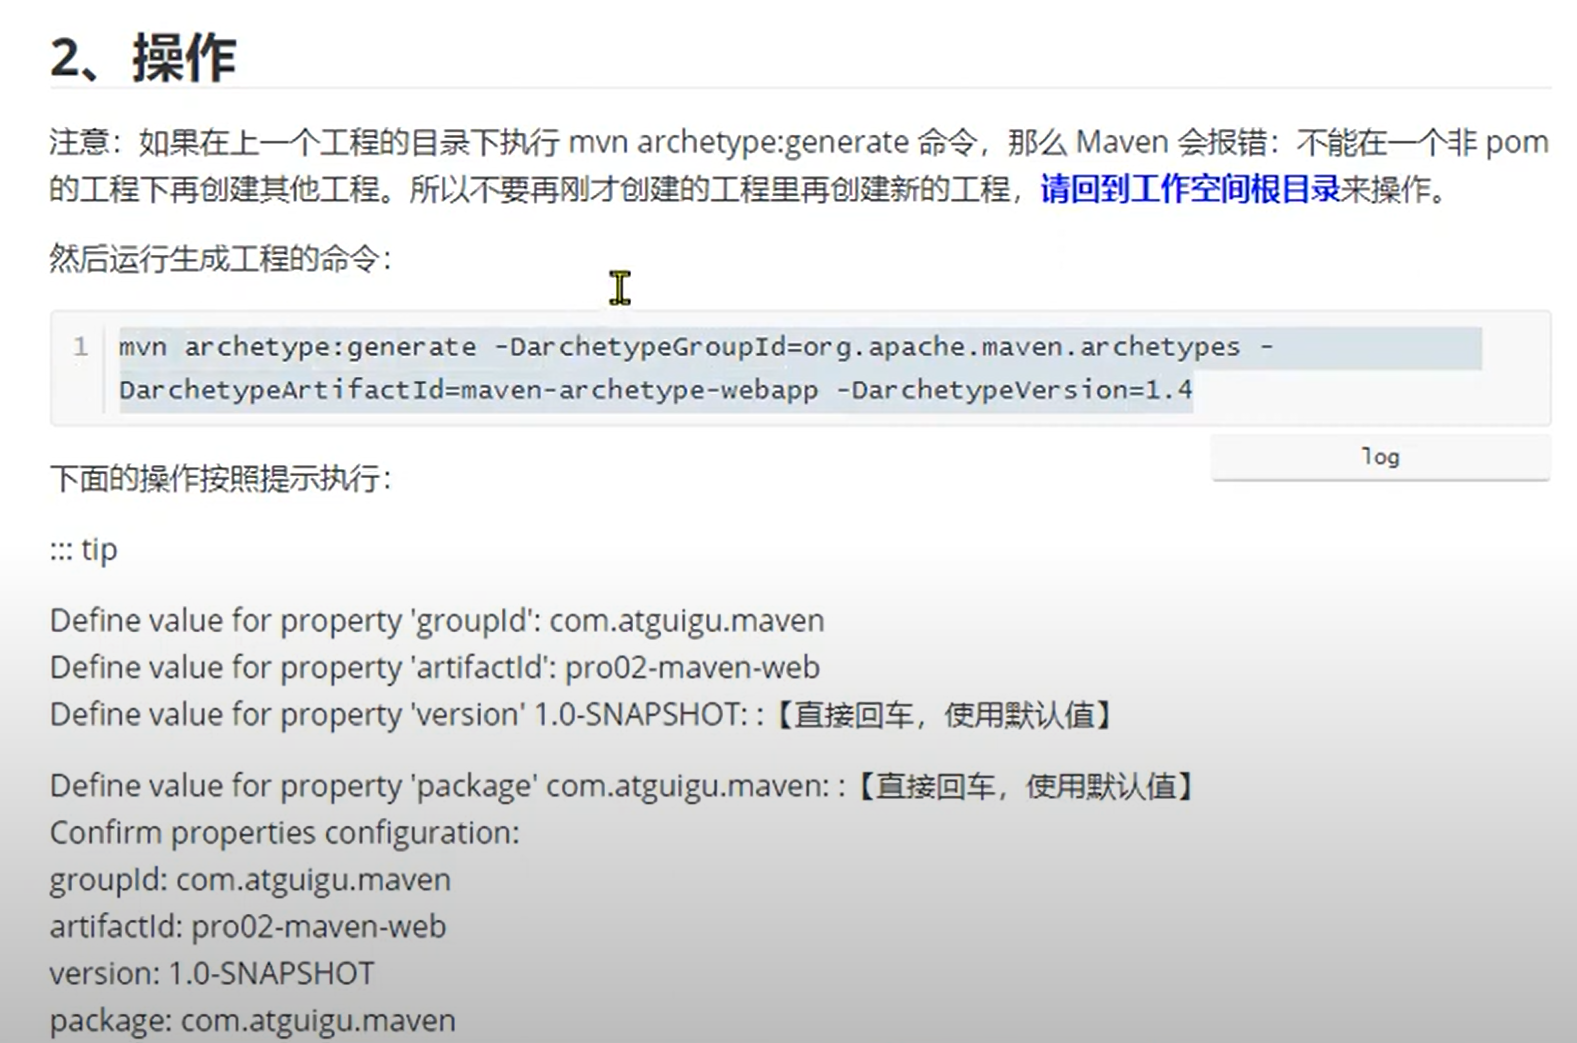 2、操作
注意：如果在上一个工程的目录下执行 mvn archetype:generate 命令，那么 Maven 会报错：不能在一个非 pom
的工程下再创建其他工程。所以不要再刚才创建的工程里再创建新的工程，请回到工作空间根目录来操作。
然后运行生成工程的命令：
1 mvn archetype:generate -DarchetypeGroupId=org.apache.maven.archetypes -
DarchetypeArtifactId=maven-archetype-webapp -DarchetypeVersion=1.4
log
下面的操作按照提示执行：
::: tip
Define value for property 'groupId': com.atguigu.maven
Define value for property 'artifactId': pro02-maven-web
Define value for property 'version' 1.0-SNAPSHOT: :【直接回车，使用默认值】
Define value for property 'package' com.atguigu.maven: :【直接回车，使用默认值】
Confirm properties configuration:
groupId: com.atguigu.maven
artifactId: pro02-maven-web
version: 1.0-SNAPSHOT
package: com.atguigu.maven